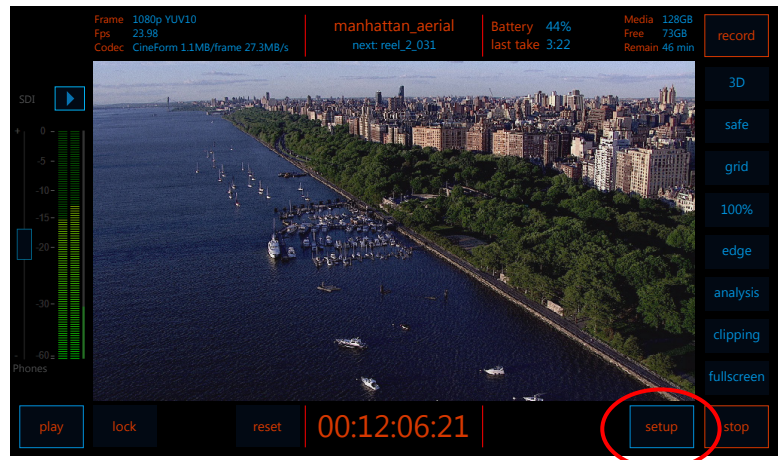 Frame 1080p YUV10
Fps 23.98
Codec CineForm 1.1MB/frame 27.3MB/s
manhattan_aerial
next: reel_2_031
Battery 44%
last take 3:22
Media 128GB
Free 73GB
Remain 46 min
record
SDI
3D
safe
grid
100%
edge
analysis
clipping
fullscreen
+ 0 -
-5 -
-10-
-15-
-20-
-30-
- -60-
Phones
play
lock
reset
00:12:06:21
setup
stop